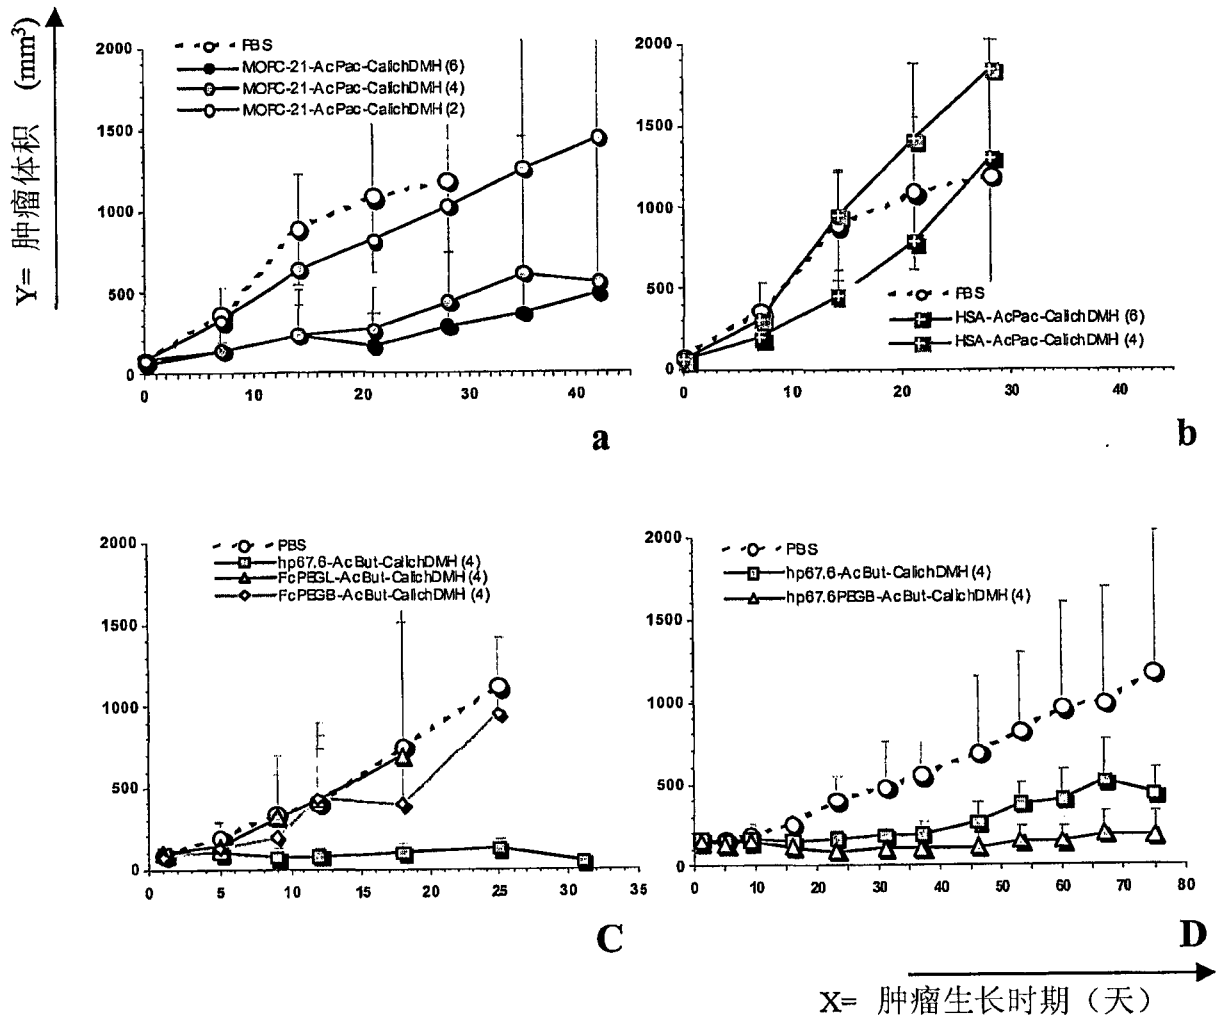 Y= 肿瘤体积 (mm³)
2000
1500
1000
500
0
0 10 20 30 40
PBS
MOPC-21-AcPac-CalichDMH (6)
MOPC-21-AcPac-CalichDMH (4)
MOPC-21-AcPac-CalichDMH (2)
a
2000
1500
1000
500
0
0 10 20 30 40
PBS
HSA-AcPac-CalichDMH (6)
HSA-AcPac-CalichDMH (4)
b
2000
1500
1000
500
0
0 5 10 15 20 25 30 35
PBS
hp67.6-AcBut-CalichDMH (4)
FcPEGL-AcBut-CalichDMH (4)
FcPEGB-AcBut-CalichDMH (4)
C
2000
1500
1000
500
0
0 10 20 30 40 50 60 70 80
PBS
hp67.6-AcBut-CalichDMH (4)
hp67.6PEGB-AcBut-CalichDMH (4)
D
X= 肿瘤生长时期（天）